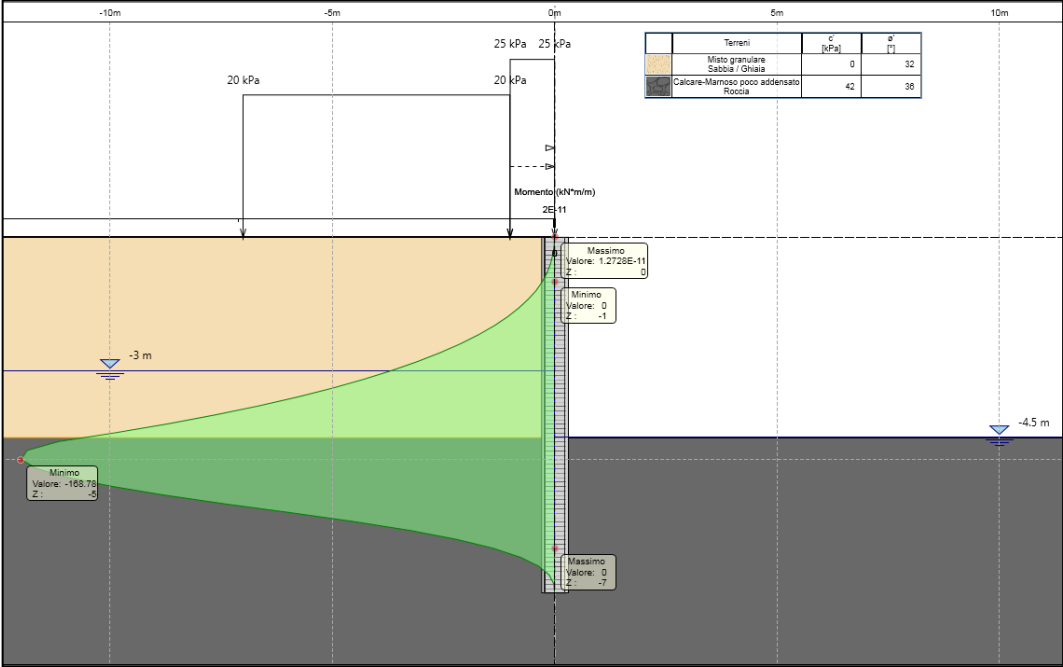 -10m -5m 0m 5m 10m
25 kPa 25 kPa
20 kPa 20 kPa
Terreni c' [kPa] ø' [°]
Misto granulare
Sabbia / Ghiaia 0 32
Calcare-Marnoso poco addensato
Roccia 42 36
Momento (kN*m/m)
2E-11
0
Massimo
Valore: 1.2728E-11
Z : 0
Minimo
Valore: 0
Z : -1
-3 m
-4.5 m
Minimo
Valore: -168.78
Z : -5
Massimo
Valore: 0
Z : -7